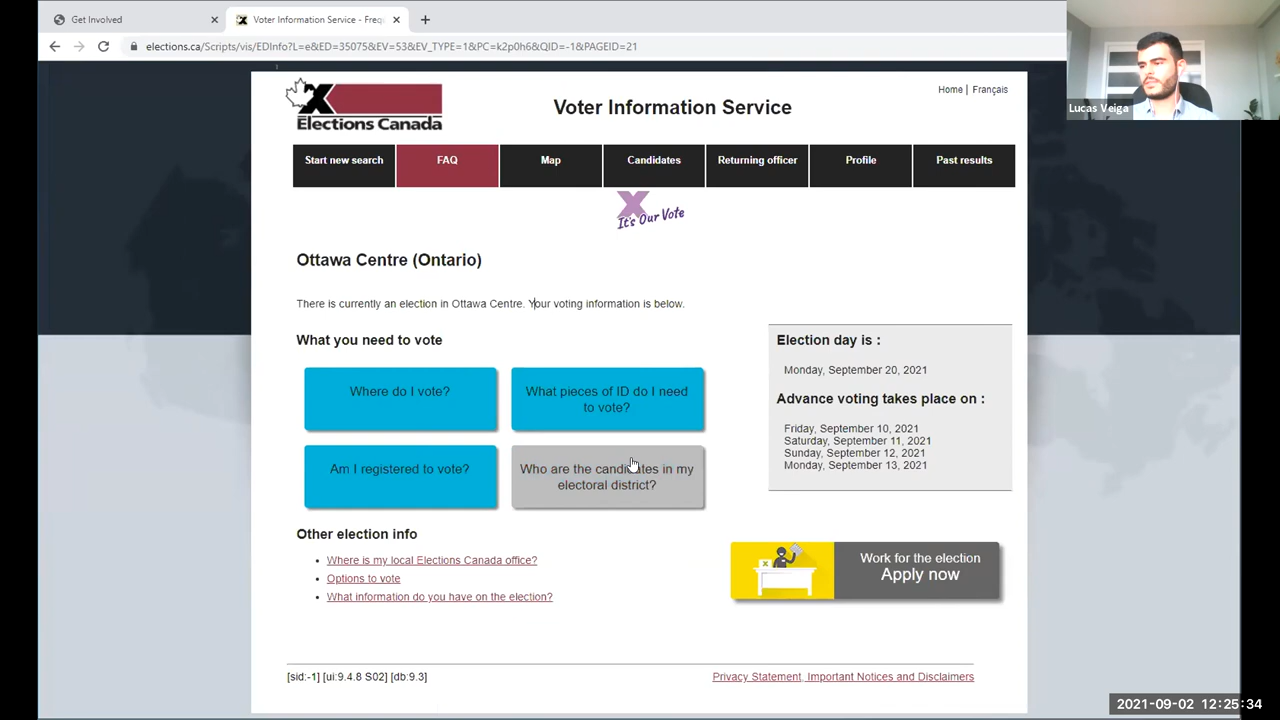 Get Involved
Voter Information Service - Freq
elections.ca/Scripts/vis/EDInfo?L=e&ED=35075&EV=53&EV_TYPE=1&PC=k2p0h6&QID=-1&PAGEID=21
Lucas Veiga
X
Elections Canada
Voter Information Service
Home | Français
Start new search
FAQ
Map
Candidates
Returning officer
Profile
Past results
X
It's Our Vote
Ottawa Centre (Ontario)
There is currently an election in Ottawa Centre. Your voting information is below.
What you need to vote
Where do I vote?
What pieces of ID do I need
to vote?
Am I registered to vote?
Who are the candidates in my
electoral district?
Election day is :
Monday, September 20, 2021
Advance voting takes place on :
Friday, September 10, 2021
Saturday, September 11, 2021
Sunday, September 12, 2021
Monday, September 13, 2021
Other election info
Where is my local Elections Canada office?
Options to vote
What information do you have on the election?
Work for the election
Apply now
[sid:-1] [ui:9.4.8 S02] [db:9.3]
Privacy Statement, Important Notices and Disclaimers
2021-09-02 12:25:34